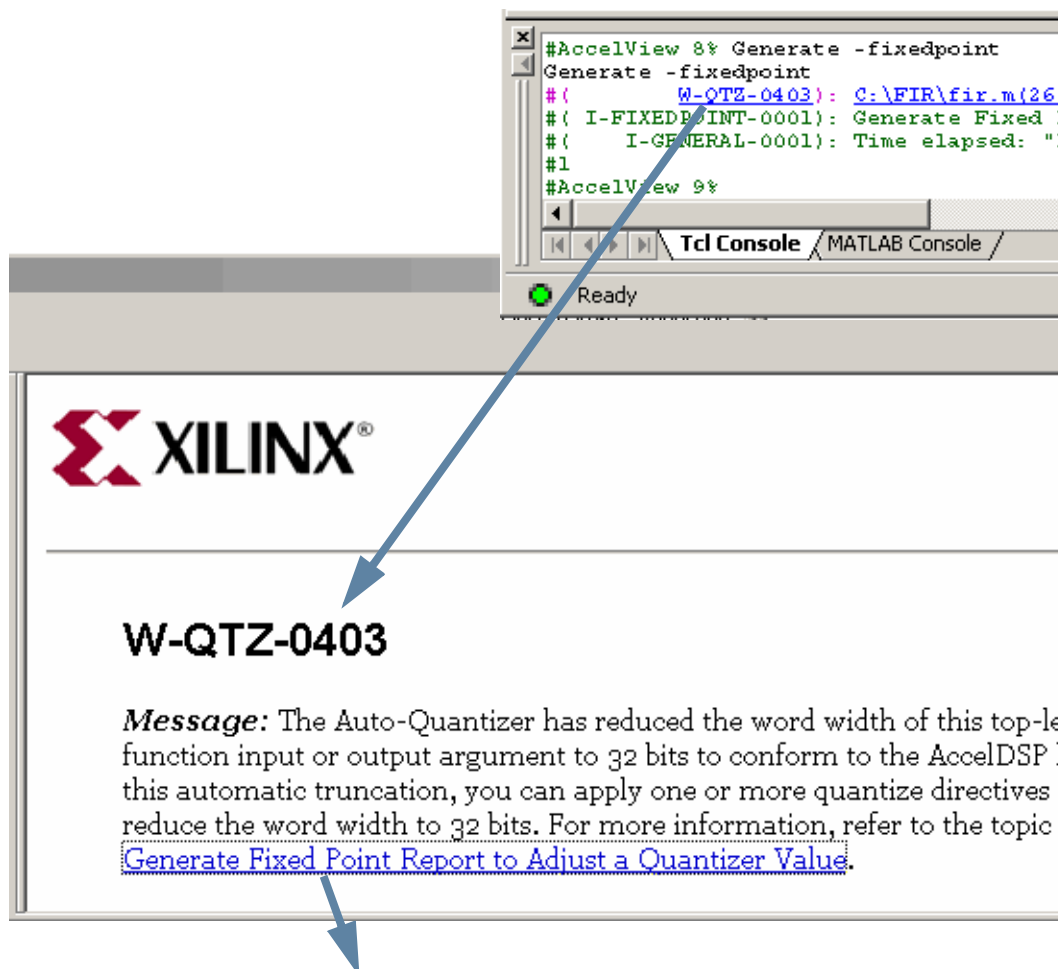 #AccelView 8% Generate -fixedpoint
Generate -fixedpoint
#( W-QTZ-0403): C:\FIR\fir.m(26
#( I-FIXEDPOINT-0001): Generate Fixed
#( I-GENERAL-0001): Time elapsed: "
#1
#AccelView 9%
Tcl Console MATLAB Console
Ready
XILINX®
W-QTZ-0403
Message: The Auto-Quantizer has reduced the word width of this top-le
function input or output argument to 32 bits to conform to the AccelDSP
this automatic truncation, you can apply one or more quantize directives
reduce the word width to 32 bits. For more information, refer to the topic
Generate Fixed Point Report to Adjust a Quantizer Value.